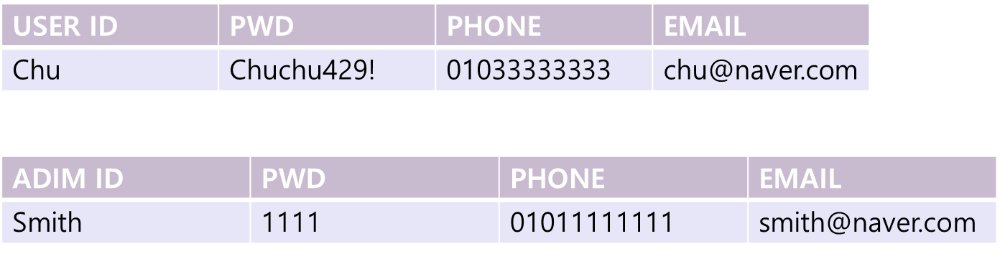 USER ID PWD PHONE EMAIL
Chu Chuchu429! 01033333333 chu@naver.com
ADIM ID PWD PHONE EMAIL
Smith 1111 01011111111 smith@naver.com